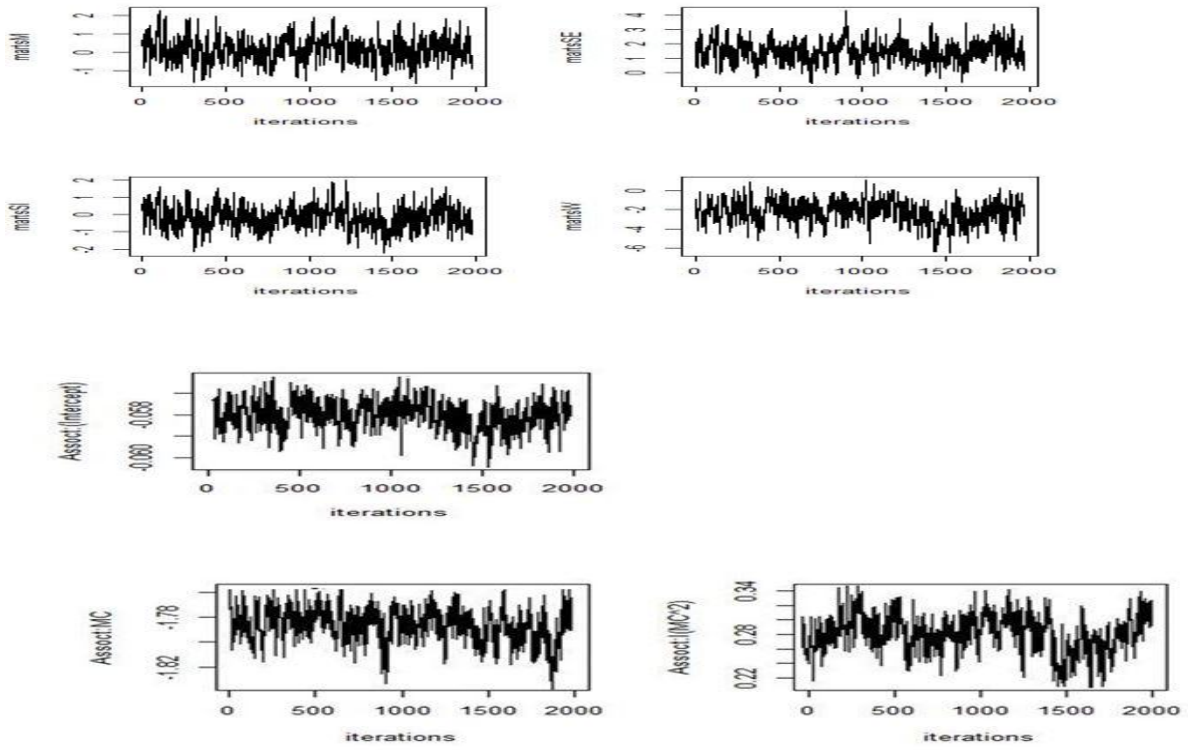 martsM
2
1
0
-1
0 500 1000 1500 2000
iterations
martsSE
4
3
2
1
0
0 500 1000 1500 2000
iterations
martsSI
2
1
0
-1
-2
0 500 1000 1500 2000
iterations
martsW
0
-2
-4
-6
0 500 1000 1500 2000
iterations
Assoct:(Intercept)
-0.058
-0.060
0 500 1000 1500 2000
iterations
Assoct:MC
-1.78
-1.82
0 500 1000 1500 2000
iterations
Assoct:I(MC^2)
0.34
0.28
0.22
0 500 1000 1500 2000
iterations